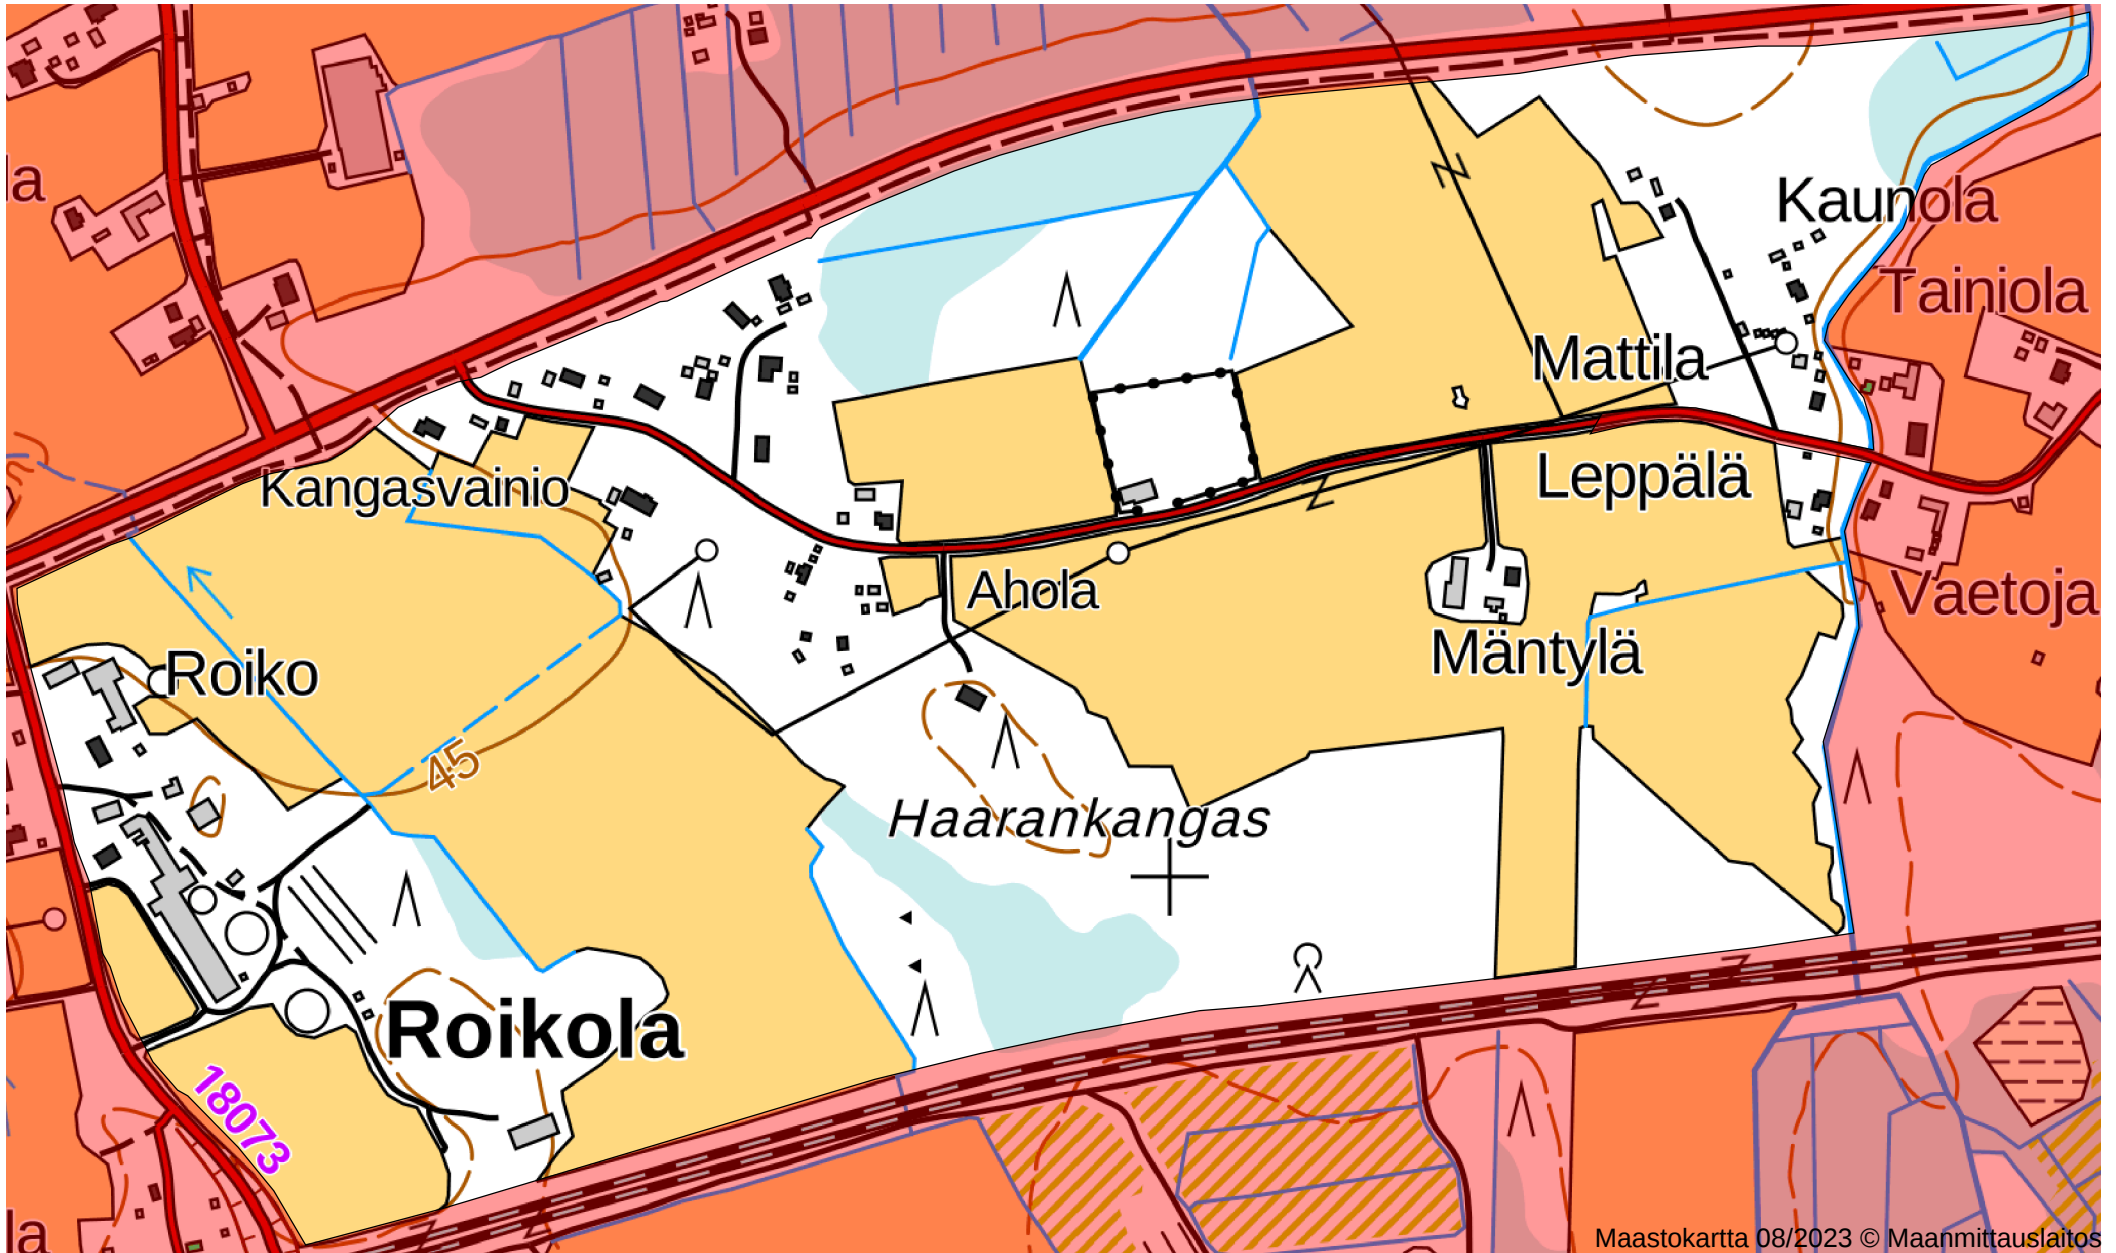 la
Kaunola
Tainiola
Mattila
Kangasvainio
Leppälä
Ahola
Vaetoja
Mäntylä
Roiko
45
Haarankangas
Roikola
18073
la
Maastokartta 08/2023 © Maanmittauslaitos